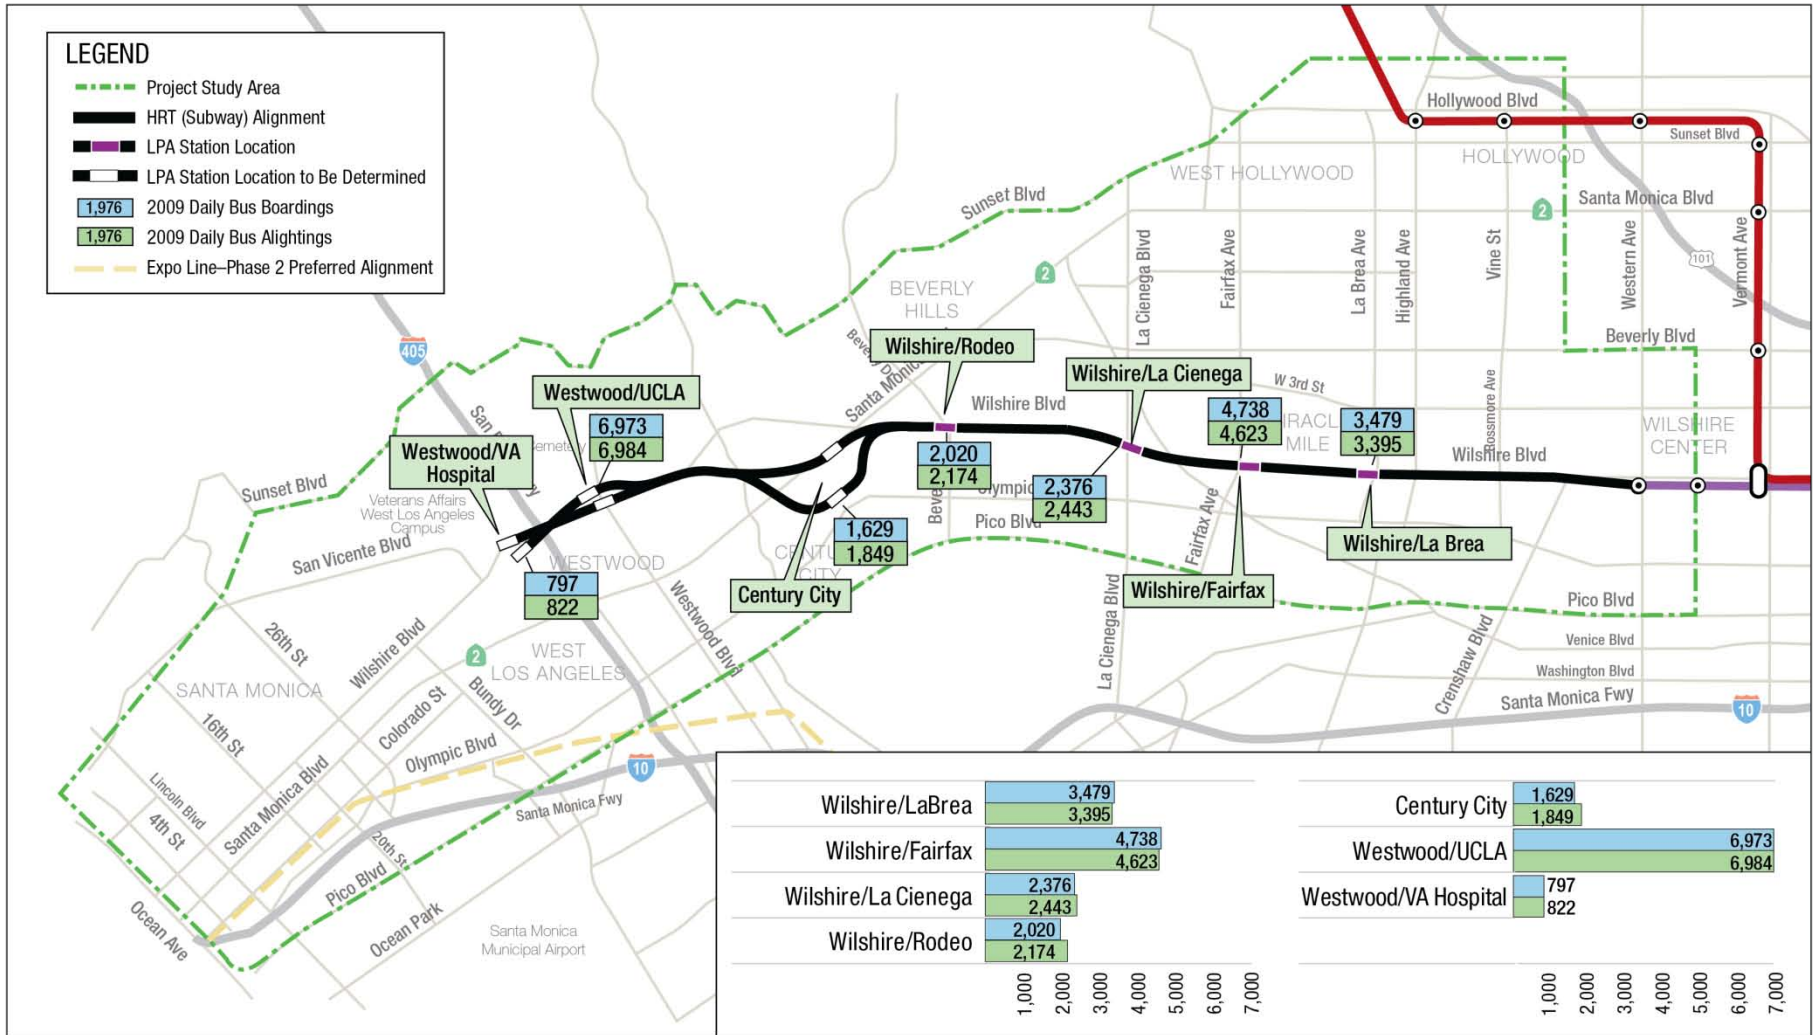 LEGEND
Project Study Area
HRT (Subway) Alignment
LPA Station Location
LPA Station Location to Be Determined
1,976 2009 Daily Bus Boardings
1,976 2009 Daily Bus Alightings
Expo Line–Phase 2 Preferred Alignment
Hollywood Blvd
Sunset Blvd
HOLLYWOOD
WEST HOLLYWOOD
Santa Monica Blvd
2
Sunset Blvd
La Cienega Blvd
Fairfax Ave
La Brea Ave
Highland Ave
Vine St
Western Ave
101
Vermont Ave
2
BEVERLY
HILLS
Beverly Blvd
405
Wilshire/Rodeo
Wilshire/La Cienega
W 3rd St
Rossmore Ave
Westwood/UCLA
Santa Monica
Wilshire Blvd
6,973
6,984
4,738
4,623
MILE
3,479
3,395
WILSHIRE
CENTER
Westwood/VA
Hospital
2,020
2,174
Wilshire Blvd
Sunset Blvd
Veterans Affairs
West Los Angeles
Campus
2,376
2,443
Pico Blvd
Fairfax Ave
1,629
1,849
Wilshire/La Brea
San Vicente Blvd
WESTWOOD
797
822
CITY
Century City
Wilshire/Fairfax
Westwood Blvd
La Cienega Blvd
Pico Blvd
26th St
Wilshire Blvd
2
WEST
LOS ANGELES
Venice Blvd
Washington Blvd
Crenshaw Blvd
Santa Monica Fwy
10
SANTA MONICA
Bundy Dr
Colorado St
16th St
Olympic Blvd
10
Santa Monica Fwy
Lincoln Blvd
Santa Monica Blvd
4th St
20th St
Pico Blvd
Ocean Ave
Ocean Park
Santa Monica
Municipal Airport
Wilshire/LaBrea 3,479
3,395
Wilshire/Fairfax 4,738
4,623
Wilshire/La Cienega 2,376
2,443
Wilshire/Rodeo 2,020
2,174
1,000 2,000 3,000 4,000 5,000 6,000 7,000
Century City 1,629
1,849
Westwood/UCLA 6,973
6,984
Westwood/VA Hospital 797
822
1,000 2,000 3,000 4,000 5,000 6,000 7,000